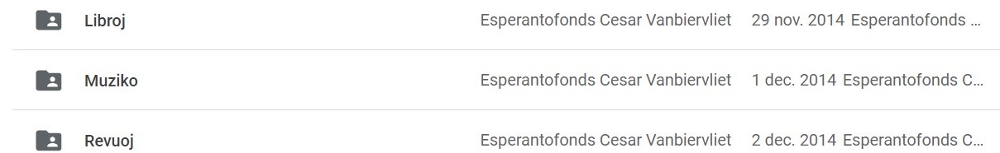 Libroj Esperantofonds Cesar Vanbiervliet 29 nov. 2014 Esperantofonds ...
Muziko Esperantofonds Cesar Vanbiervliet 1 dec. 2014 Esperantofonds C...
Revuoj Esperantofonds Cesar Vanbiervliet 2 dec. 2014 Esperantofonds C...